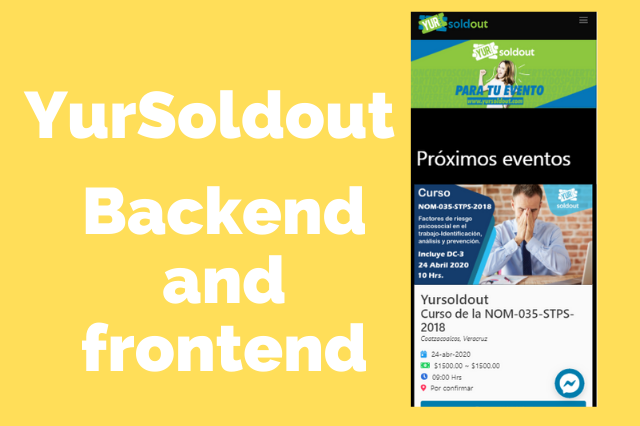 YurSoldout
Backend
and
frontend
YUR soldout
YUR soldout
PARA TU EVENTO
www.yursoldout.com
Próximos eventos
Curso
NOM-035-STPS-2018
Factores de riesgo
psicosocial en el
trabajo-Identificación,
análisis y prevención.
Incluye DC-3
24 Abril 2020
10 Hrs.
YUR soldout
Yursoldout
Curso de la NOM-035-STPS-
2018
Coatzacoalcos, Veracruz
24-abr-2020
$1500.00 - $1500.00
09:00 Hrs
Por confirmar